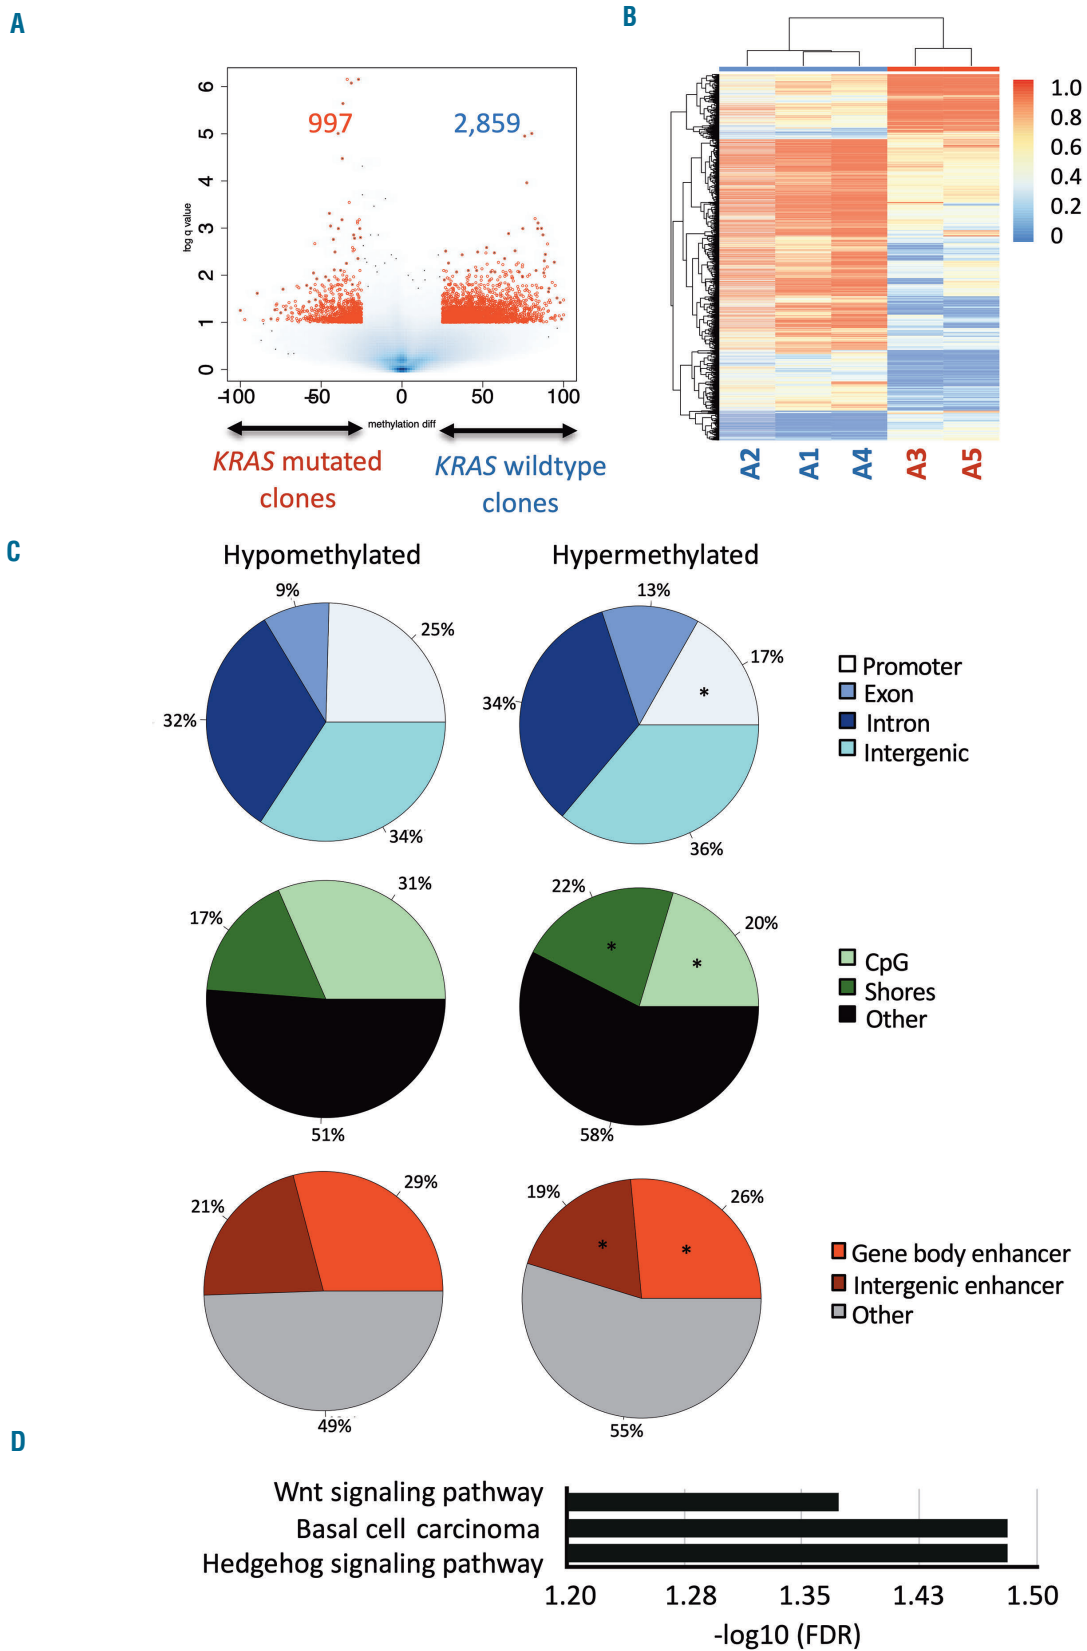 A
997
2,859
6
5
4
3
2
1
0
log q value
-100
-50
0
50
100
methylation diff
KRAS mutated
clones
KRAS wildtype
clones
B
1.0
0.8
0.6
0.4
0.2
0
A2
A1
A4
A3
A5
C
Hypomethylated
Hypermethylated
9%
25%
32%
34%
13%
17%
*
34%
36%
Promoter
Exon
Intron
Intergenic
31%
17%
51%
22%
20%
*
*
58%
CpG
Shores
Other
21%
29%
49%
19%
26%
*
*
55%
Gene body enhancer
Intergenic enhancer
Other
D
Wnt signaling pathway
Basal cell carcinoma
Hedgehog signaling pathway
1.20
1.28
1.35
1.43
1.50
-log10 (FDR)